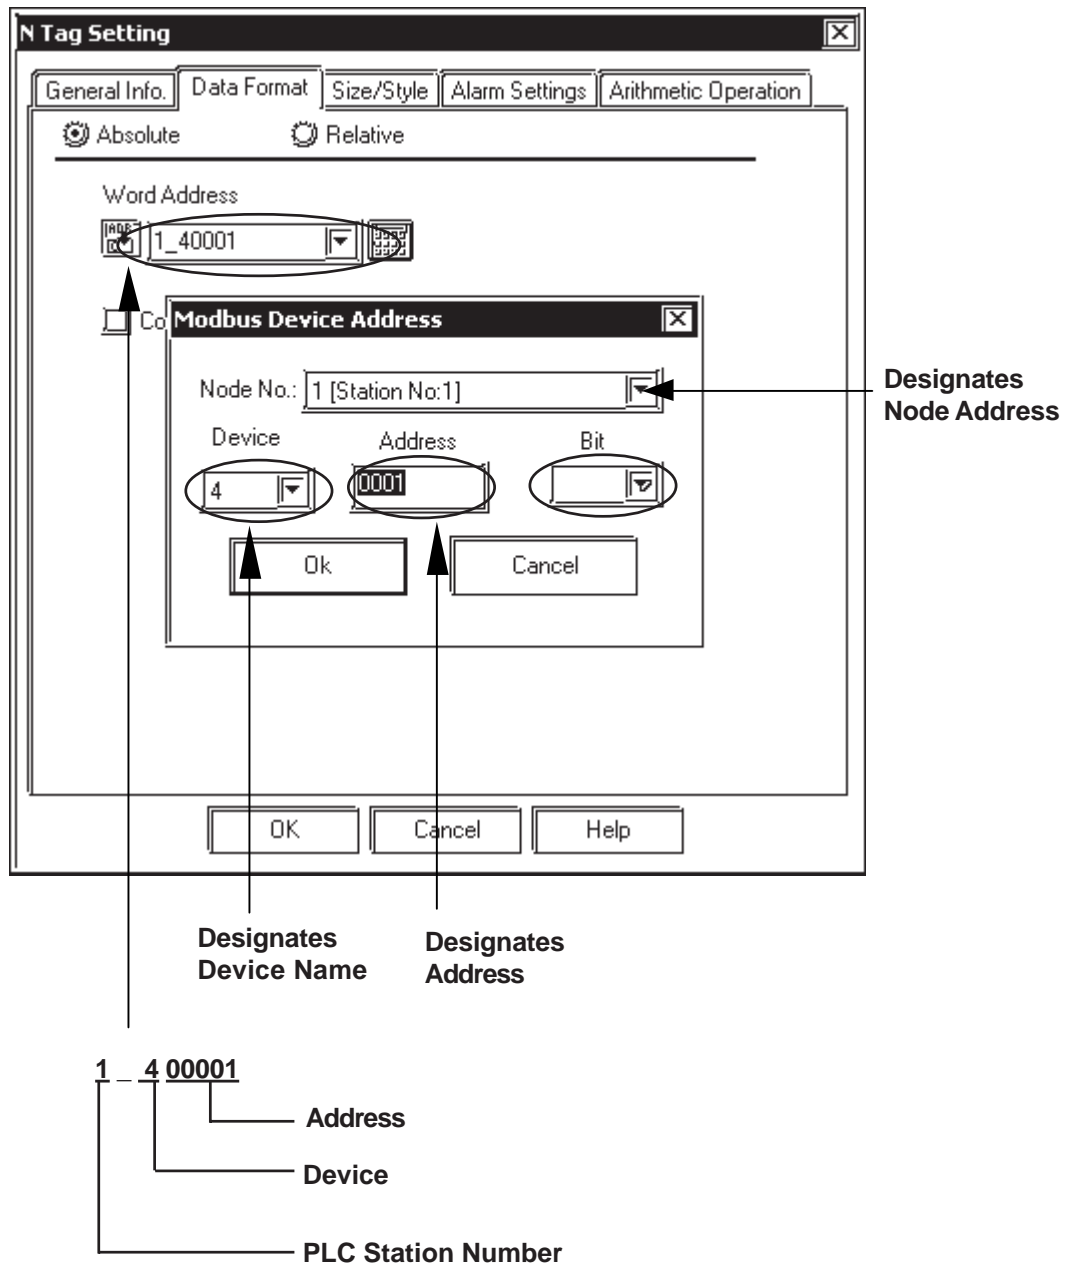 N Tag Setting
General Info. Data Format Size/Style Alarm Settings Arithmetic Operation
Absolute Relative
Word Address
1_40001
Co
Modbus Device Address
Node No.: 1 [Station No:1]
Designates
Node Address
Device Address Bit
4 0001
Ok Cancel
OK Cancel Help
Designates
Device Name
Designates
Address
1 _ 4 00001
Address
Device
PLC Station Number